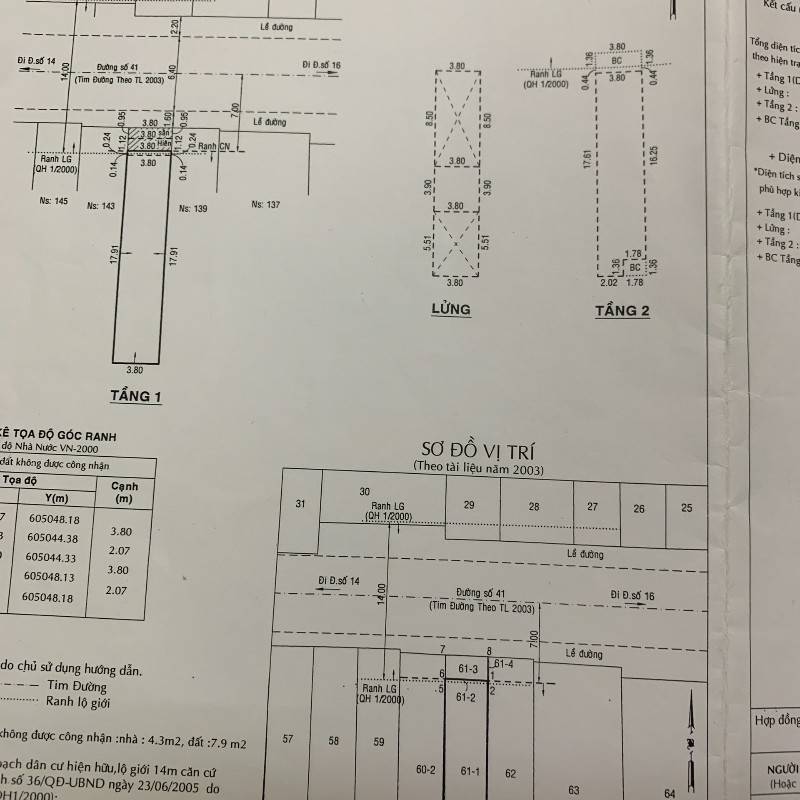 Lề đường
2.20
Đi Đ.số 14
Đường số 41
Đi Đ.số 16
14.00
6.40
(Tim Đường Theo TL 2003)
7.00
0.95
1.60
0.95
Lề đường
3.80
3.80 sân
3.80 Hiên
3.80
0.24
1.12
1.12
0.24
Ranh CN
Ranh LG
(QH 1/2000)
0.14
0.14
Ns: 145
Ns: 143
Ns: 139
Ns: 137
17.91
17.91
3.80
TẦNG 1
3.80
8.50
8.50
3.80
3.90
3.90
3.80
5.51
5.51
3.80
LỬNG
3.80
1.36
BC
1.36
Ranh LG
(QH 1/2000)
0.44
3.80
0.44
17.61
16.25
1.78
1.36
BC
1.36
2.02
1.78
TẦNG 2
Kết cấu
Tổng diện tíc
theo hiện trạ
+ Tầng 1(D
+ Lửng :
+ Tầng 2 :
+ BC Tầng
+ Diện
*Diện tích s
phù hợp k
+ Tầng 1(D
+ Lửng :
+ Tầng 2 :
+ BC Tầng
KÊ TỌA ĐỘ GÓC RANH
độ Nhà Nước VN-2000
đất không được công nhận
Tọa độ
Cạnh
(m)
Y(m)
7
605048.18
3.80
605044.38
2.07
605044.33
3.80
605048.13
2.07
605048.18
do chủ sử dụng hướng dẫn.
Tim Đường
Ranh lộ giới
không được công nhận :nhà : 4.3m2, đất :7.9 m2
oạch dân cư hiện hữu,lộ giới 14m căn cứ
h số 36/QĐ-UBND ngày 23/06/2005 do
QH1/2000);
SƠ ĐỒ VỊ TRÍ
(Theo tài liệu năm 2003)
31
30
29
28
27
26
25
Ranh LG
(QH 1/2000)
Lề đường
Đi Đ.số 14
14.00
Đường số 41
(Tim Đường Theo TL 2003)
Đi Đ.số 16
7.00
Lề đường
7
8
61-3
61-4
6
1
Ranh LG
(QH 1/2000)
5
2
61-2
57
58
59
60-2
61-1
62
63
64
Hợp đồng
NGƯỜI
(Hoặc